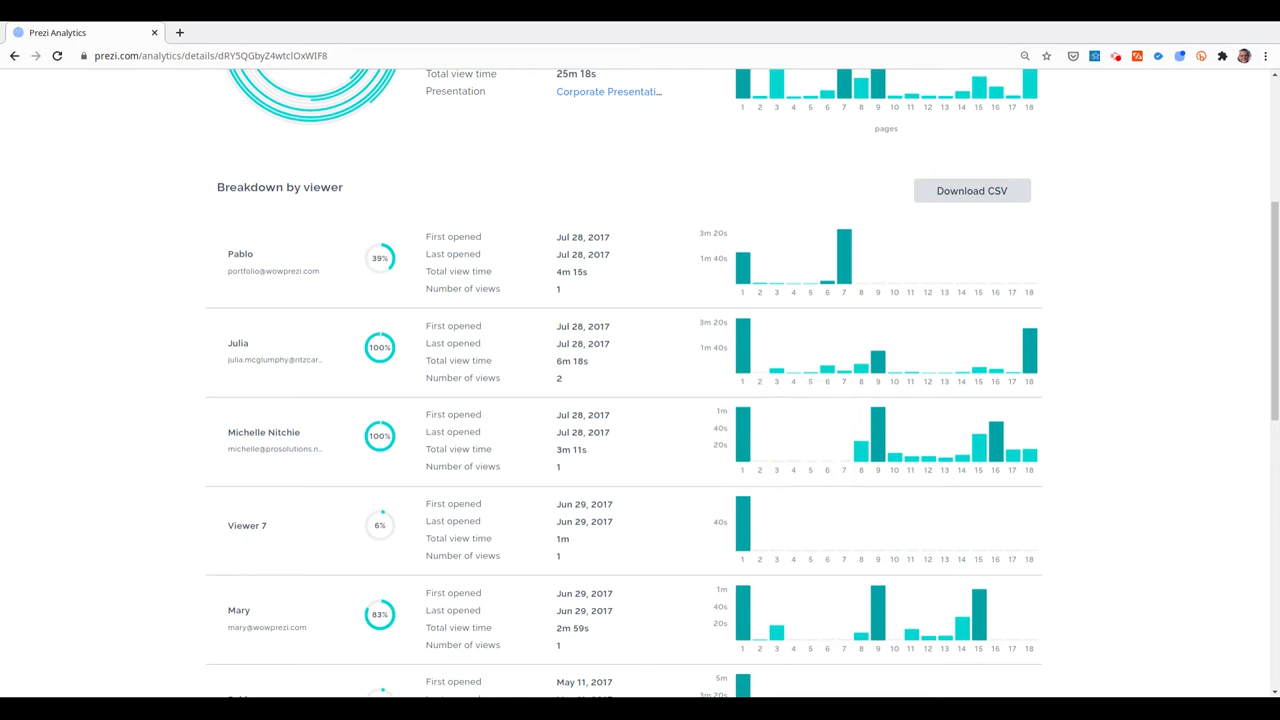 Prezi Analytics
prezi.com/analytics/details/dRY5QGbyZ4wtclOxWIF8
Total view time 25m 18s
Presentation Corporate Presentati...
1 2 3 4 5 6 7 8 9 10 11 12 13 14 15 16 17 18
pages
Breakdown by viewer
Download CSV
Pablo
portfolio@wowprezi.com
39%
First opened Jul 28, 2017
Last opened Jul 28, 2017
Total view time 4m 15s
Number of views 1
3m 20s
1m 40s
1 2 3 4 5 6 7 8 9 10 11 12 13 14 15 16 17 18
Julia
julia.mcglumphy@ritzcar...
100%
First opened Jul 28, 2017
Last opened Jul 28, 2017
Total view time 6m 18s
Number of views 2
3m 20s
1m 40s
1 2 3 4 5 6 7 8 9 10 11 12 13 14 15 16 17 18
Michelle Nitchie
michelle@prosolutions.n...
100%
First opened Jul 28, 2017
Last opened Jul 28, 2017
Total view time 3m 11s
Number of views 1
1m
40s
20s
1 2 3 4 5 6 7 8 9 10 11 12 13 14 15 16 17 18
Viewer 7
6%
First opened Jun 29, 2017
Last opened Jun 29, 2017
Total view time 1m
Number of views 1
40s
1 2 3 4 5 6 7 8 9 10 11 12 13 14 15 16 17 18
Mary
mary@wowprezi.com
83%
First opened Jun 29, 2017
Last opened Jun 29, 2017
Total view time 2m 59s
Number of views 1
1m
40s
20s
1 2 3 4 5 6 7 8 9 10 11 12 13 14 15 16 17 18
First opened May 11, 2017
5m
3m 20s